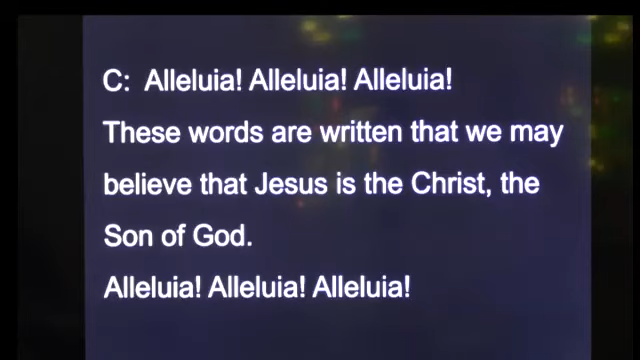 C: Alleluia! Alleluia! Alleluia!
These words are written that we may
believe that Jesus is the Christ, the
Son of God.
Alleluia! Alleluia! Alleluia!